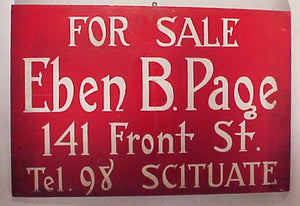 FOR SALE
Eben B. Page
141 Front St.
Tel. 98 SCITUATE